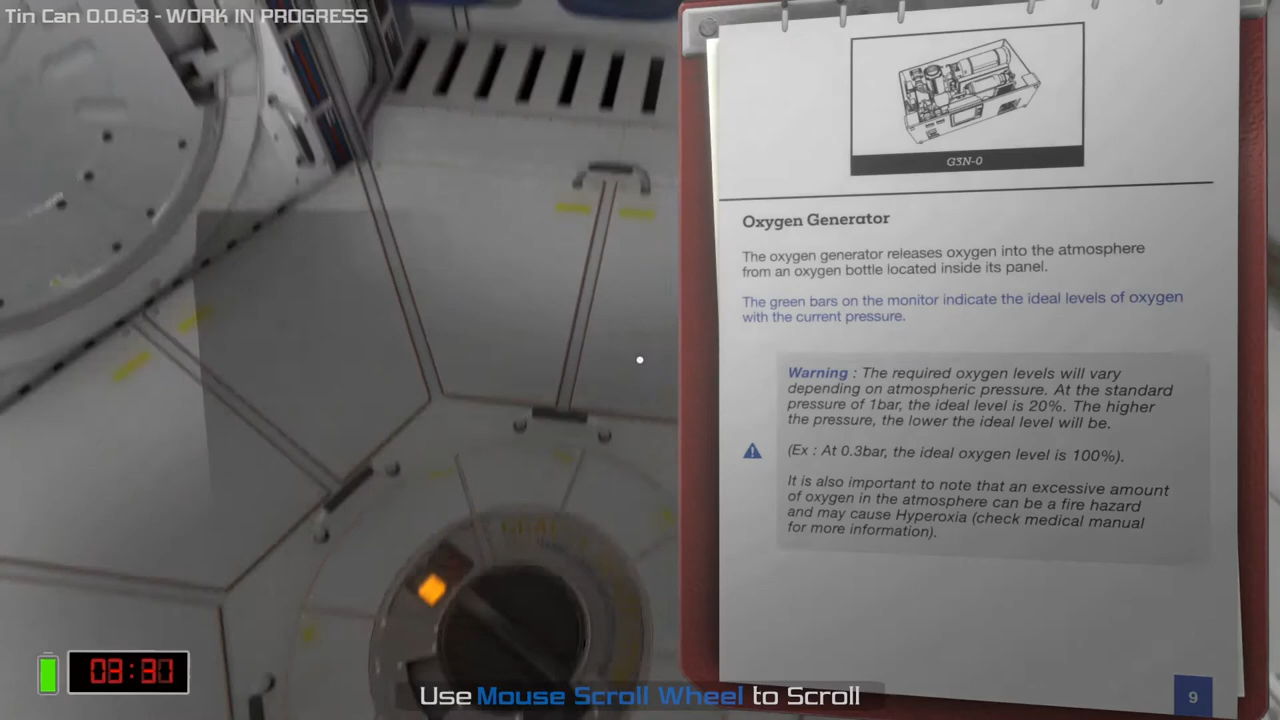 Tin Can 0.0.63 - WORK IN PROGRESS
G3N-0
Oxygen Generator
The oxygen generator releases oxygen into the atmosphere
from an oxygen bottle located inside its panel.
The green bars on the monitor indicate the ideal levels of oxygen
with the current pressure.
Warning : The required oxygen levels will vary
depending on atmospheric pressure. At the standard
pressure of 1bar, the ideal level is 20%. The higher
the pressure, the lower the ideal level will be.
(Ex : At 0.3bar, the ideal oxygen level is 100%).
It is also important to note that an excessive amount
of oxygen in the atmosphere can be a fire hazard
and may cause Hyperoxia (check medical manual
for more information).
03:31
Use Mouse Scroll Wheel to Scroll
9